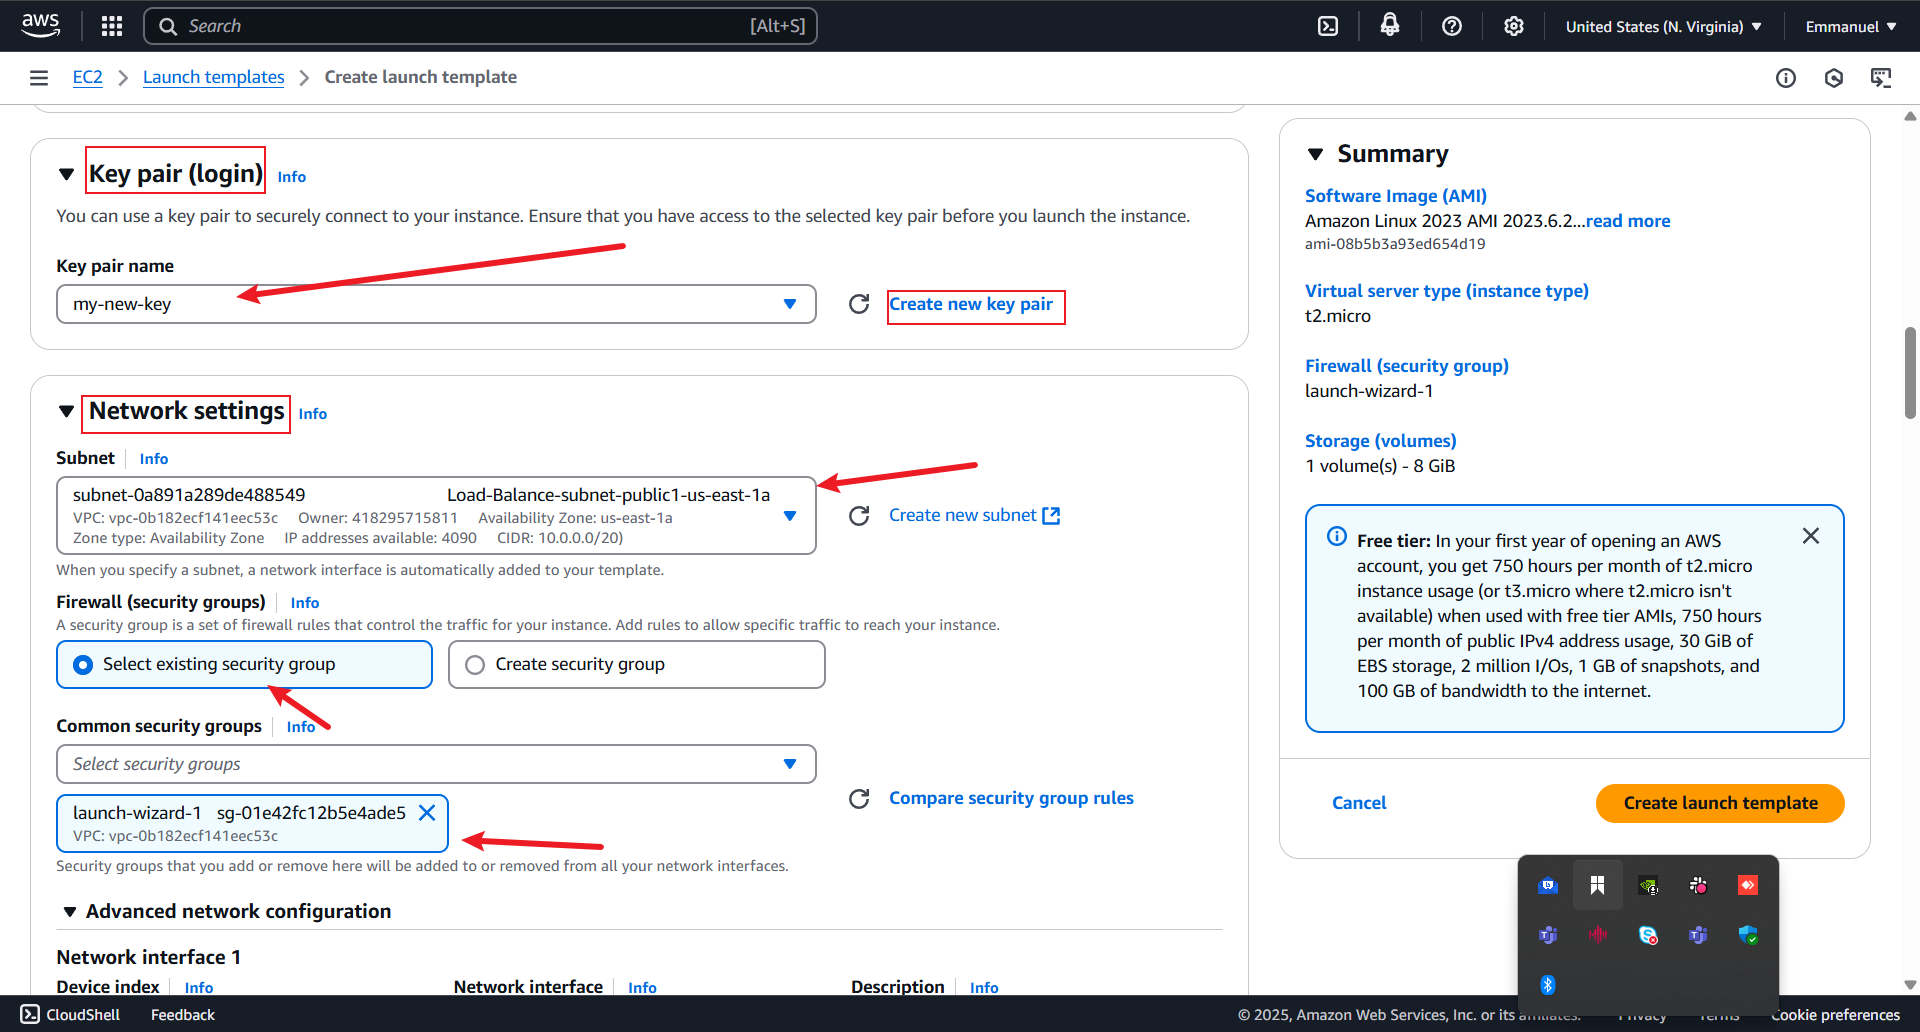 aws
Search [Alt+S]
United States (N. Virginia)
Emmanuel
EC2
Launch templates
Create launch template
Key pair (login) Info
You can use a key pair to securely connect to your instance. Ensure that you have access to the selected key pair before you launch the instance.
Key pair name
my-new-key
Create new key pair
Network settings Info
Subnet Info
subnet-0a891a289de488549 Load-Balance-subnet-public1-us-east-1a
VPC: vpc-0b182ecf141eec53c Owner: 418295715811 Availability Zone: us-east-1a
Zone type: Availability Zone IP addresses available: 4090 CIDR: 10.0.0.0/20)
Create new subnet
When you specify a subnet, a network interface is automatically added to your template.
Firewall (security groups) Info
A security group is a set of firewall rules that control the traffic for your instance. Add rules to allow specific traffic to reach your instance.
Select existing security group
Create security group
Common security groups Info
Select security groups
launch-wizard-1 sg-01e42fc12b5e4ade5
VPC: vpc-0b182ecf141eec53c
Compare security group rules
Security groups that you add or remove here will be added to or removed from all your network interfaces.
Advanced network configuration
Network interface 1
Device index Info
Network interface Info
Description Info
Summary
Software Image (AMI)
Amazon Linux 2023 AMI 2023.6.2...read more
ami-08b5b3a93ed654d19
Virtual server type (instance type)
t2.micro
Firewall (security group)
launch-wizard-1
Storage (volumes)
1 volume(s) - 8 GiB
Free tier: In your first year of opening an AWS
account, you get 750 hours per month of t2.micro
instance usage (or t3.micro where t2.micro isn't
available) when used with free tier AMIs, 750 hours
per month of public IPv4 address usage, 30 GiB of
EBS storage, 2 million I/Os, 1 GB of snapshots, and
100 GB of bandwidth to the internet.
Cancel
Create launch template
CloudShell
Feedback
© 2025, Amazon Web Services, Inc. or its affiliates.
Privacy
Terms
Cookie preferences